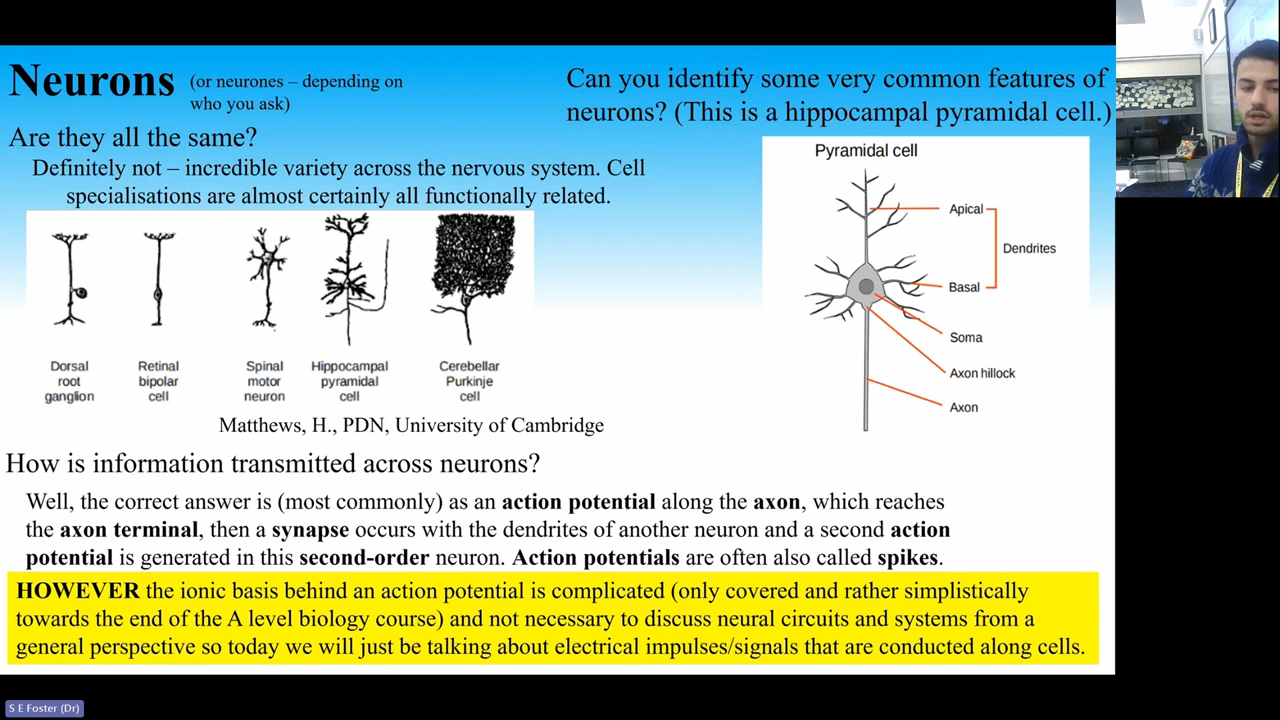 Neurons (or neurones – depending on
who you ask)
Are they all the same?
Definitely not – incredible variety across the nervous system. Cell
specialisations are almost certainly all functionally related.
Dorsal
root
ganglion
Retinal
bipolar
cell
Spinal
motor
neuron
Hippocampal
pyramidal
cell
Cerebellar
Purkinje
cell
Matthews, H., PDN, University of Cambridge
Can you identify some very common features of
neurons? (This is a hippocampal pyramidal cell.)
Pyramidal cell
Apical
Dendrites
Basal
Soma
Axon hillock
Axon
How is information transmitted across neurons?
Well, the correct answer is (most commonly) as an action potential along the axon, which reaches
the axon terminal, then a synapse occurs with the dendrites of another neuron and a second action
potential is generated in this second-order neuron. Action potentials are often also called spikes.
HOWEVER the ionic basis behind an action potential is complicated (only covered and rather simplistically
towards the end of the A level biology course) and not necessary to discuss neural circuits and systems from a
general perspective so today we will just be talking about electrical impulses/signals that are conducted along cells.
S E Foster (Dr)